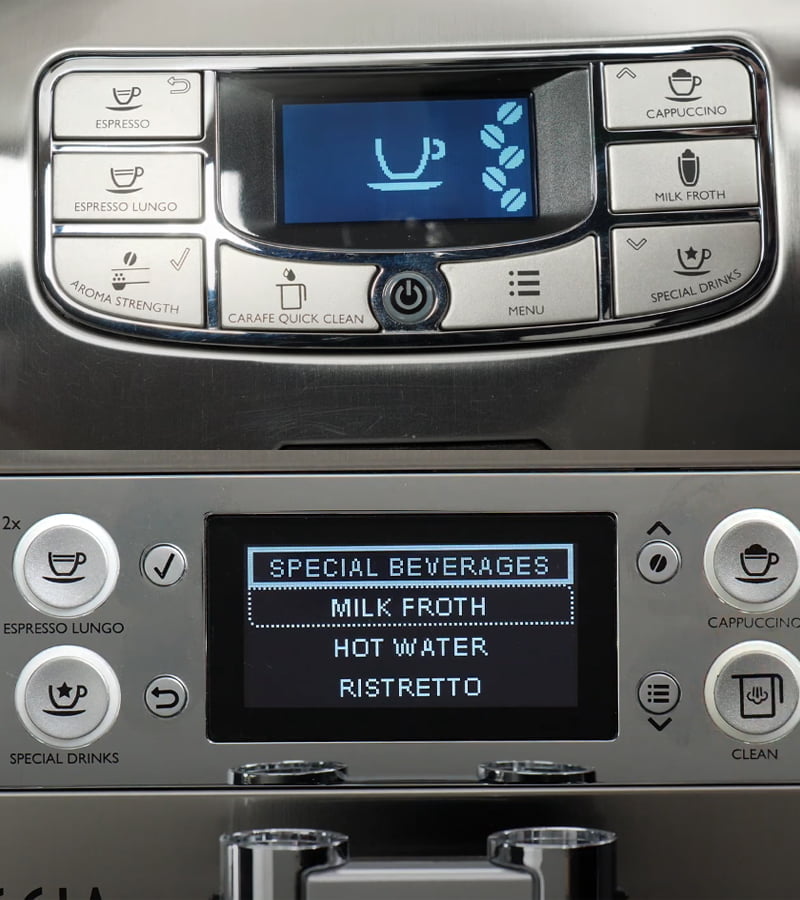 ESPRESSO
CAPPUCCINO
ESPRESSO LUNGO
MILK FROTH
AROMA STRENGTH
CARAFE QUICK CLEAN
MENU
SPECIAL DRINKS
2x
SPECIAL BEVERAGES
MILK FROTH
HOT WATER
RISTRETTO
ESPRESSO LUNGO
CAPPUCCINO
SPECIAL DRINKS
CLEAN